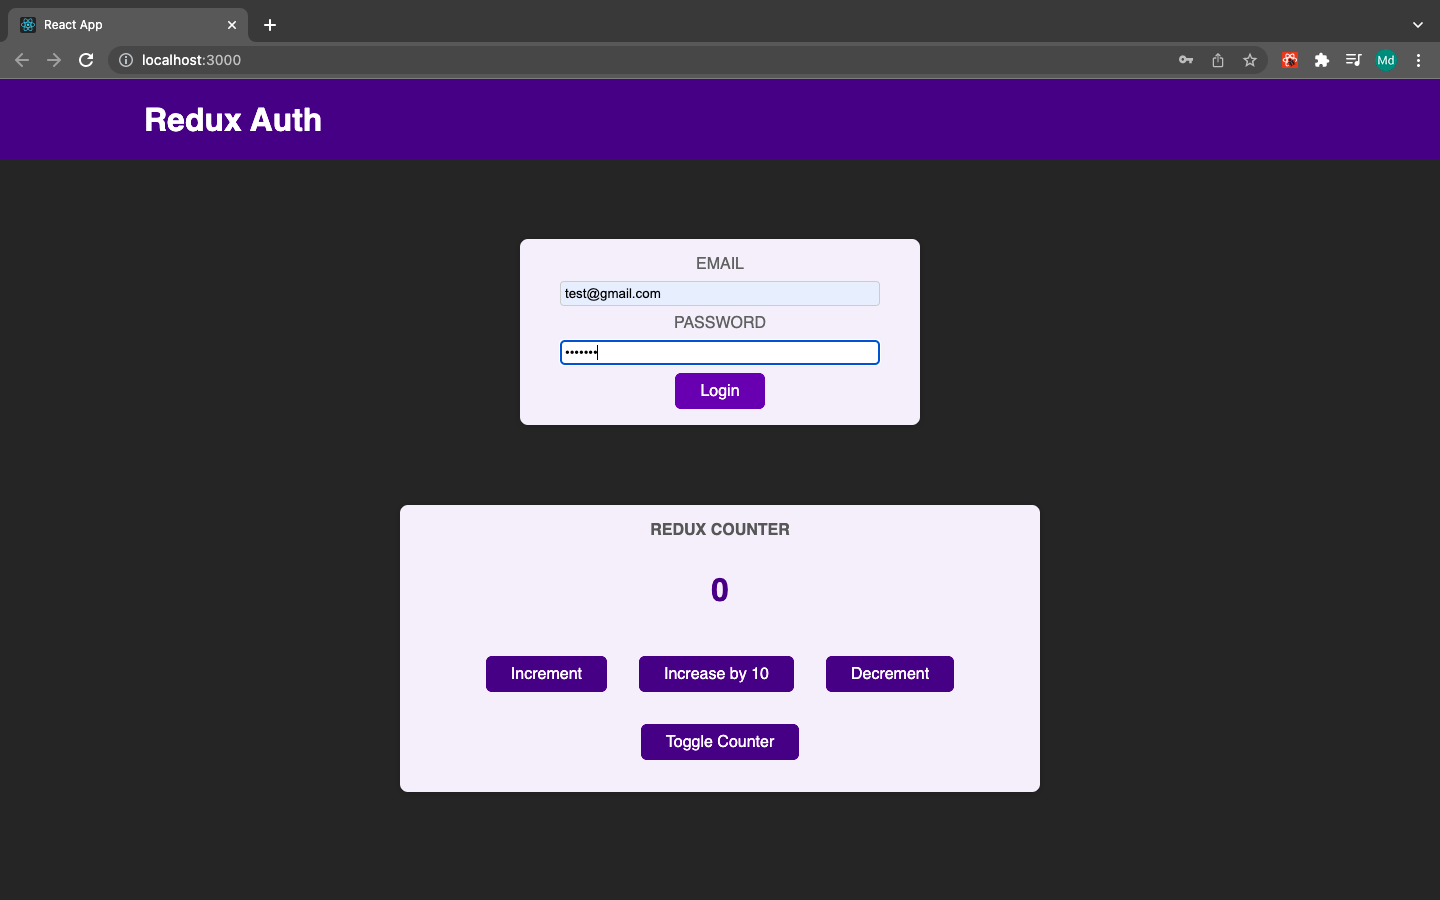 React App
localhost:3000
Md
Redux Auth
EMAIL
test@gmail.com
PASSWORD
•••••••
Login
REDUX COUNTER
0
Increment Increase by 10 Decrement
Toggle Counter